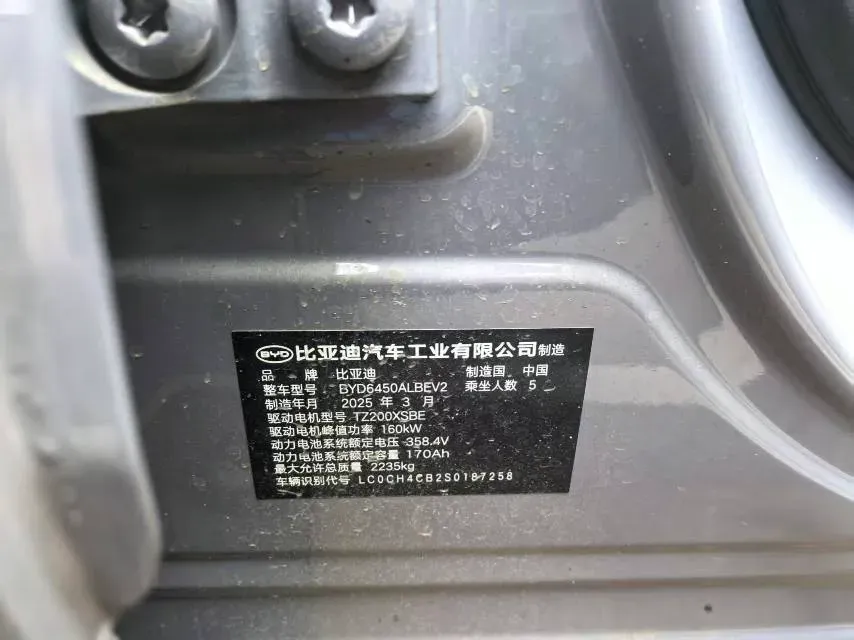 BYD 比亚迪汽车工业有限公司制造
品 牌 比亚迪 制造国 中国
整车型号 BYD6450ALBEV2 乘坐人数 5
制造年月 2025 年 3 月
驱动电机型号 TZ200XSBE
驱动电机峰值功率 160kW
动力电池系统额定电压 358.4V
动力电池系统额定容量 170Ah
最大允许总质量 2235kg
车辆识别代号 LC0CH4CB2S0187258